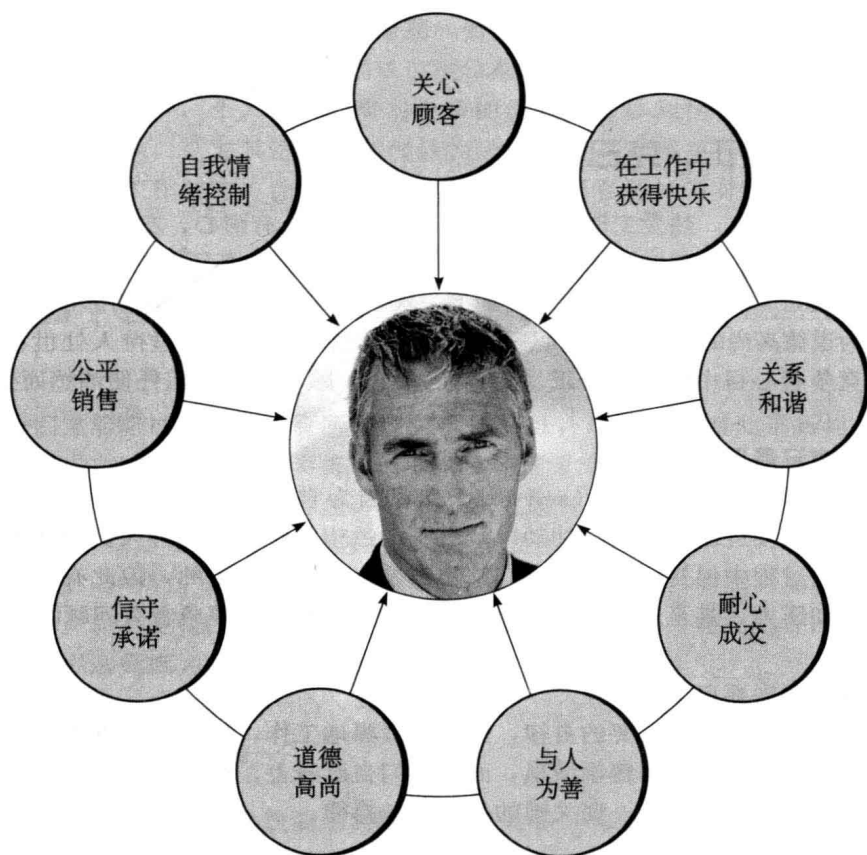 关心
顾客
在工作中
获得快乐
关系
和谐
耐心
成交
与人
为善
道德
高尚
信守
承诺
公平
销售
自我情
绪控制